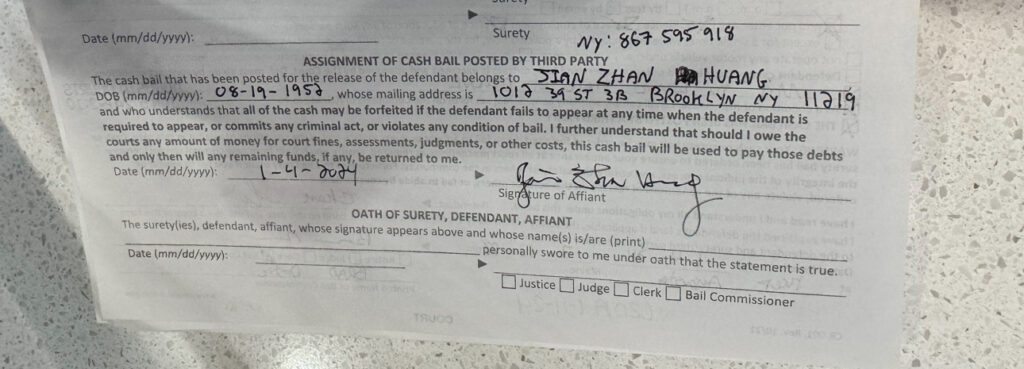 Surety
Date (mm/dd/yyyy):
Surety
NY: 867 595 918
ASSIGNMENT OF CASH BAIL POSTED BY THIRD PARTY
The cash bail that has been posted for the release of the defendant belongs to JIAN ZHAN HUANG
DOB (mm/dd/yyyy): 08-19-1952, whose mailing address is 1012 39 ST 3B BROOKLYN NY 11219
and who understands that all of the cash may be forfeited if the defendant fails to appear at any time when the defendant is
required to appear, or commits any criminal act, or violates any condition of bail. I further understand that should I owe the
courts any amount of money for court fines, assessments, judgments, or other costs, this cash bail will be used to pay those debts
and only then will any remaining funds, if any, be returned to me.
Date (mm/dd/yyyy): 1-4-2024
Signature of Affiant
OATH OF SURETY, DEFENDANT, AFFIANT
The surety(ies), defendant, affiant, whose signature appears above and whose name(s) is/are (print)
personally swore to me under oath that the statement is true.
Date (mm/dd/yyyy):
Justice Judge Clerk Bail Commissioner